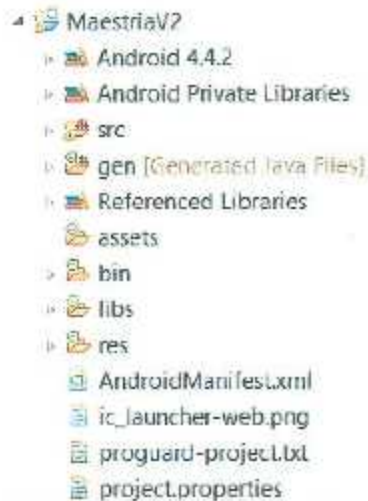 MaestriaV2
Android 4.4.2
Android Private Libraries
src
gen [Generated Java Files]
Referenced Libraries
assets
bin
libs
res
AndroidManifest.xml
ic_launcher-web.png
proguard-project.txt
project.properties